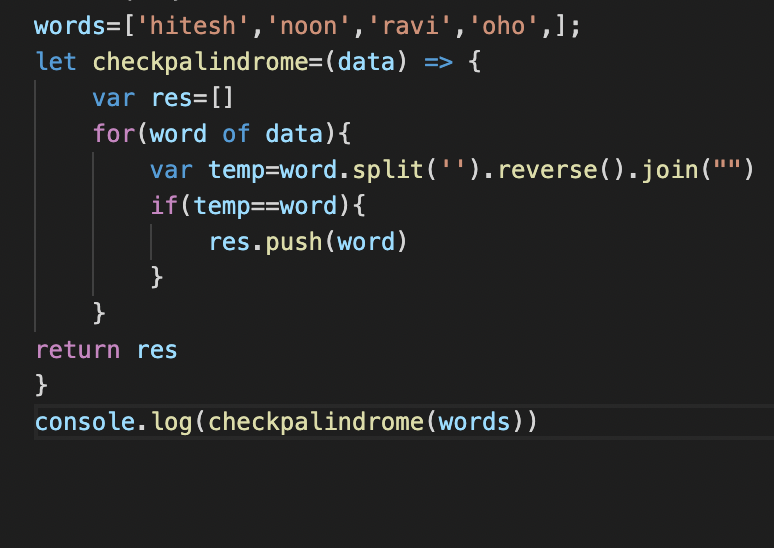 words=['hitesh','noon','ravi','oho',];
let checkpalindrome=(data) => {
    var res=[]
    for(word of data){
        var temp=word.split('').reverse().join("")
        if(temp==word){
            res.push(word)
        }
    }
return res
}
console.log(checkpalindrome(words))